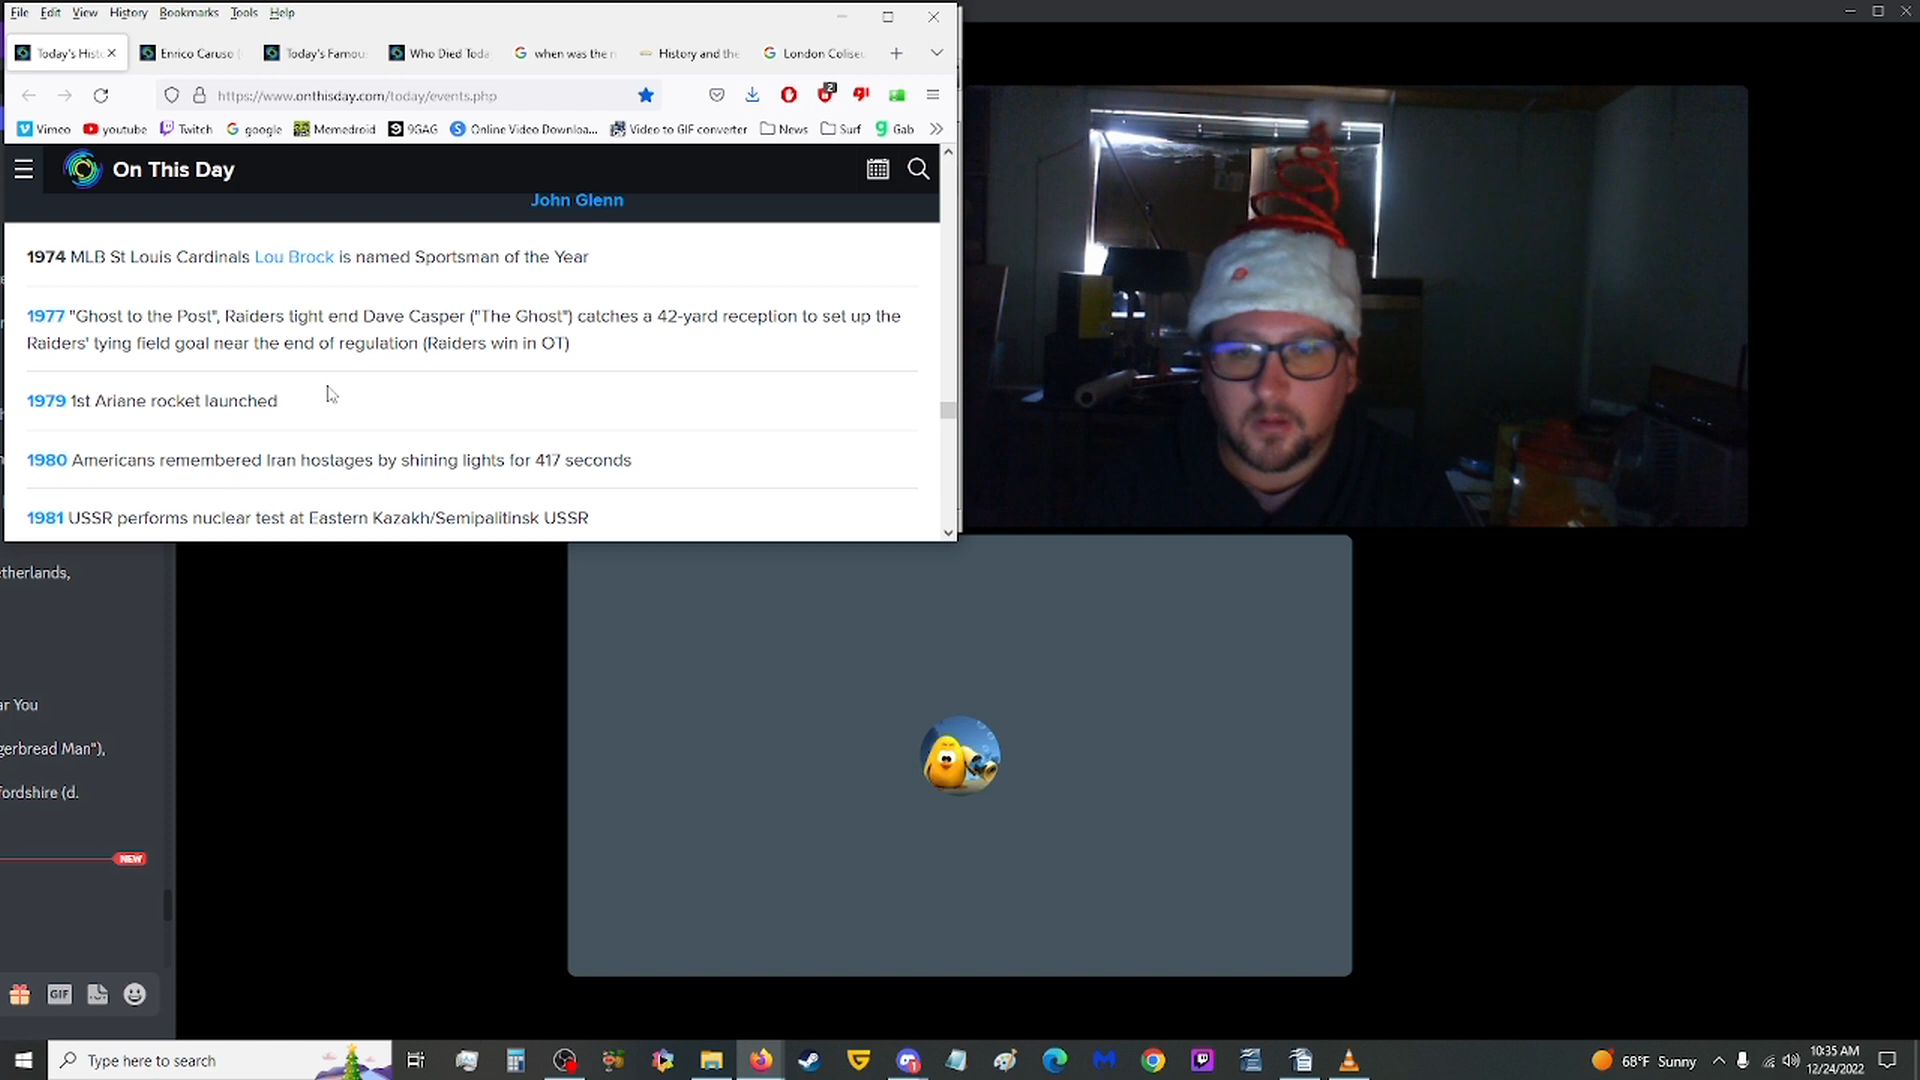 File Edit View History Bookmarks Tools Help
Today's Histo
Enrico Caruso (
Today's Famou
Who Died Toda
when was the n
History and the
London Coliseu
https://www.onthisday.com/today/events.php
2
Vimeo youtube Twitch google Memedroid 9GAG Online Video Downloa... Video to GIF converter News Surf Gab
On This Day
John Glenn
1974 MLB St Louis Cardinals Lou Brock is named Sportsman of the Year
1977 "Ghost to the Post", Raiders tight end Dave Casper ("The Ghost") catches a 42-yard reception to set up the
Raiders' tying field goal near the end of regulation (Raiders win in OT)
1979 1st Ariane rocket launched
1980 Americans remembered Iran hostages by shining lights for 417 seconds
1981 USSR performs nuclear test at Eastern Kazakh/Semipalitinsk USSR
etherlands,
ar You
gerbread Man"),
fordshire (d.
NEW
GIF
Type here to search
68°F Sunny
10:35 AM
12/24/2022